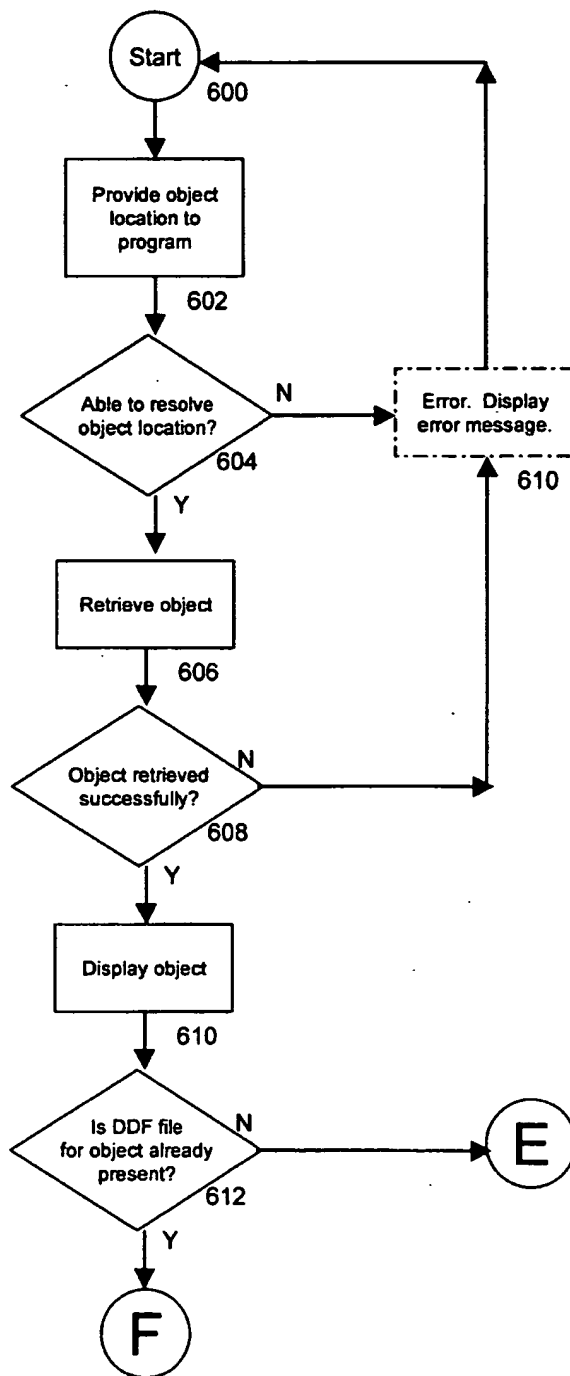 Start
600
Provide object
location to
program
602
Able to resolve
object location?
N
604
Y
Error. Display
error message.
610
Retrieve object
606
Object retrieved
successfully?
N
608
Y
Display object
610
Is DDF file
for object already
present?
N
612
Y
E
F